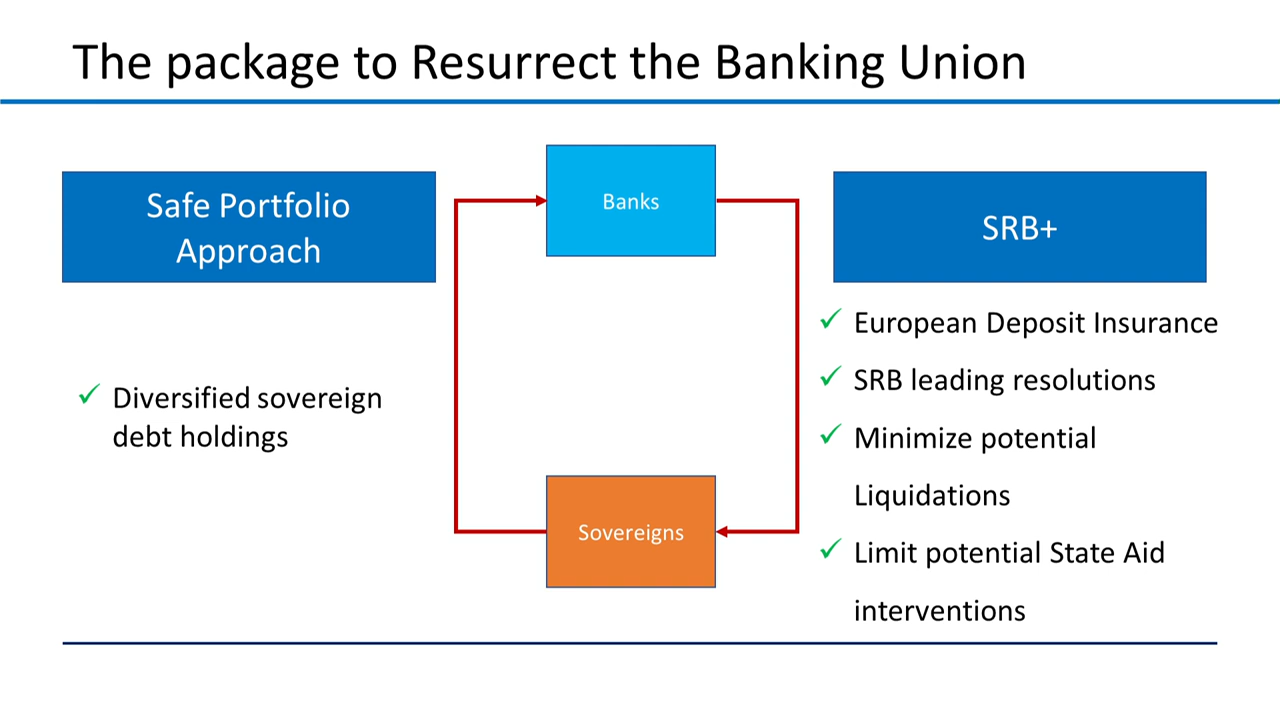 The package to Resurrect the Banking Union
Safe Portfolio
Approach
Diversified sovereign
debt holdings
Banks
Sovereigns
SRB+
European Deposit Insurance
SRB leading resolutions
Minimize potential
Liquidations
Limit potential State Aid
interventions